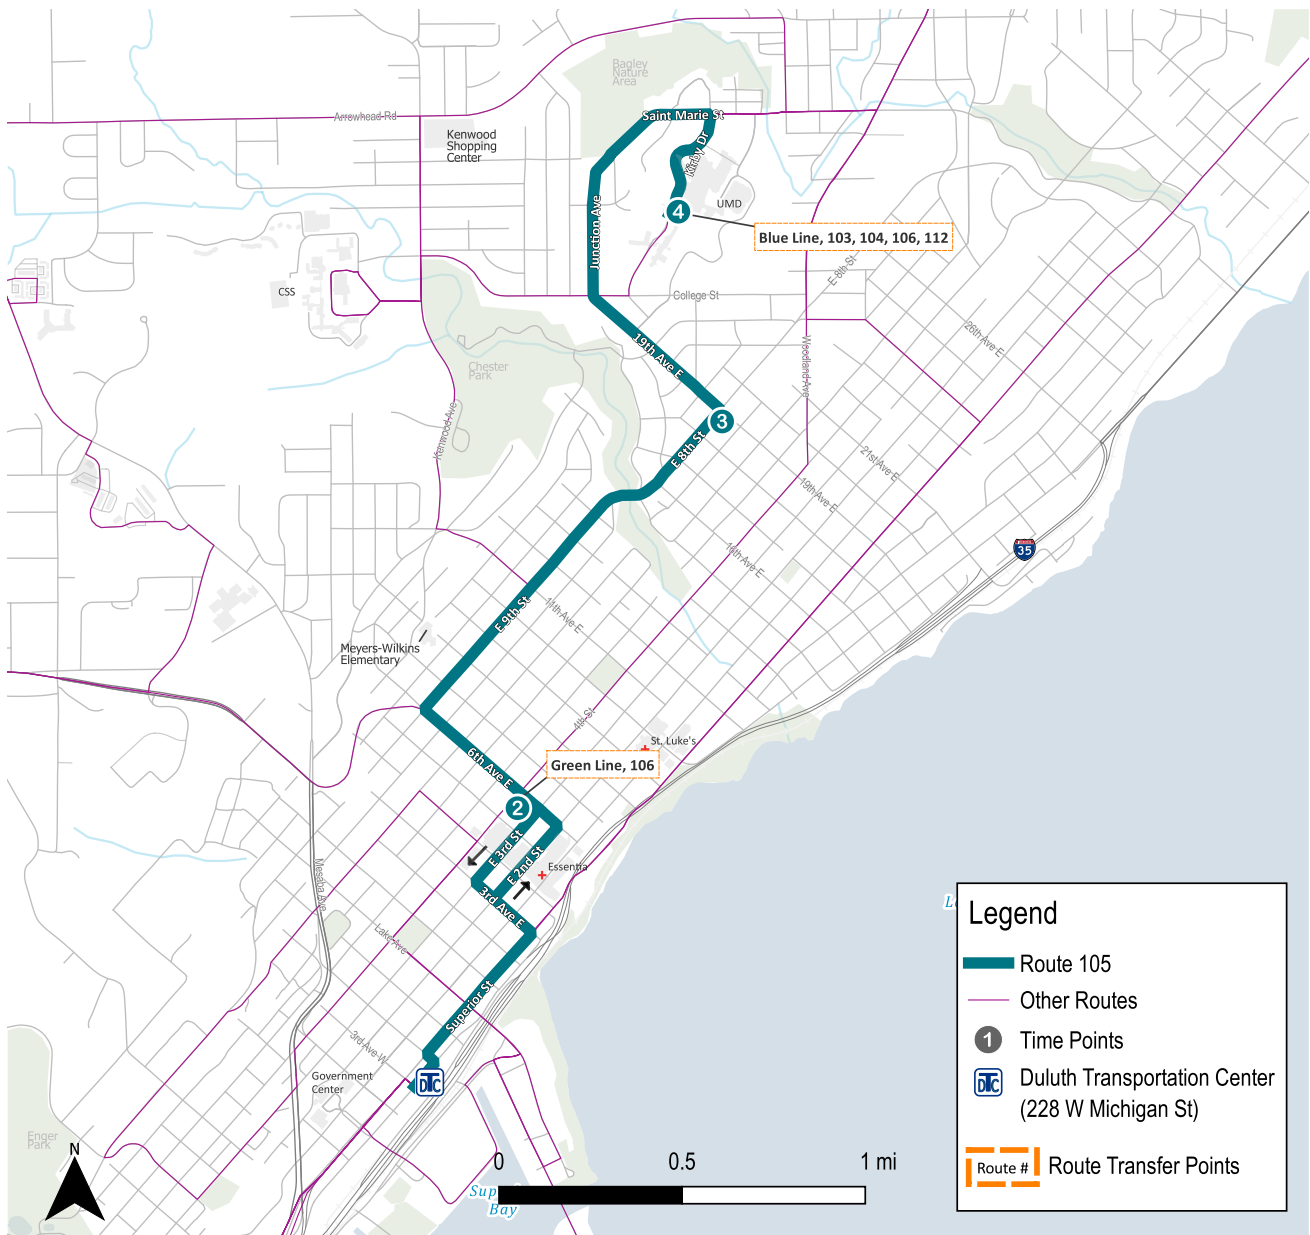 Bagley
Nature
Area
Arrowhead Rd
Saint Marie St
Kenwood
Shopping
Center
Kirby Dr
UMD
4
Blue Line, 103, 104, 106, 112
Junction Ave
E 8th St
CSS
College St
19th Ave E
26th Ave E
Woodland Ave
Chester
Park
Kenwood Ave
3
E 8th St
21st Ave E
19th Ave E
35
16th Ave E
E 9th St
11th Ave E
Meyers-Wilkins
Elementary
4th St
St. Luke's
6th Ave E
Green Line, 106
2
E 3rd St
E 2nd St
Essentia
Mesaba Ave
3rd Ave E
Lake Ave
Superior St
3rd Ave W
Government
Center
DTC
Enger
Park
N
Bay
0
0.5
1 mi
Legend
Route 105
Other Routes
1
Time Points
DTC
Duluth Transportation Center
(228 W Michigan St)
Route #
Route Transfer Points